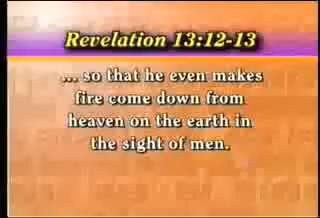 Revelation 13:12-13
... so that he even makes
fire come down from
heaven on the earth in
the sight of men.